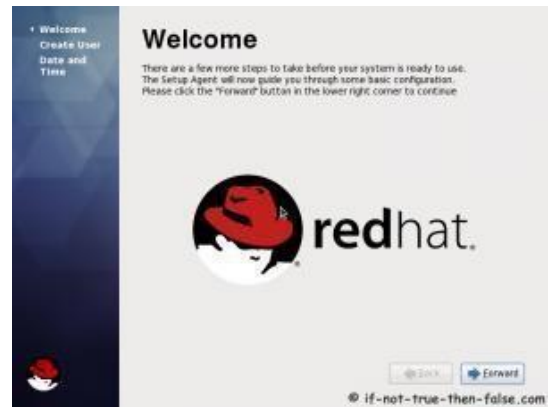 Welcome
Create User
Date and
Time
Welcome
There are a few more steps to take before your system is ready to use.
The Setup Agent will now guide you through some basic configuration.
Please click the "Forward" button in the lower right corner to continue
redhat.
Back
Forward
© if-not-true-then-false.com